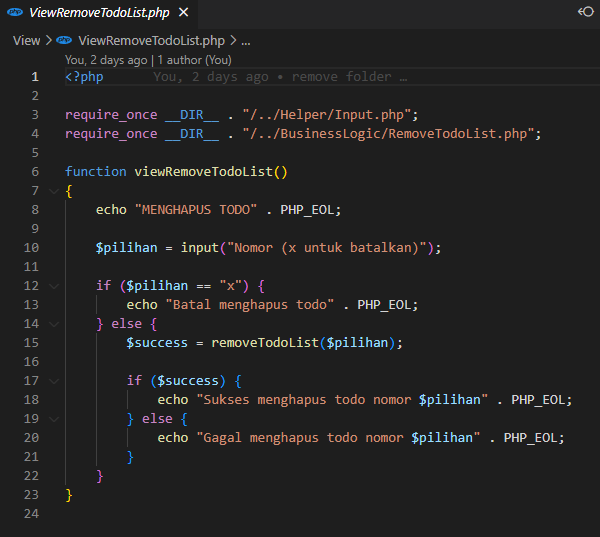 php ViewRemoveTodoList.php ×
View > php ViewRemoveTodoList.php > ...
You, 2 days ago | 1 author (You)
1 <?php You, 2 days ago • remove folder …
2
3 require_once __DIR__ . "/../Helper/Input.php";
4 require_once __DIR__ . "/../BusinessLogic/RemoveTodoList.php";
5
6 function viewRemoveTodoList()
7 {
8     echo "MENGHAPUS TODO" . PHP_EOL;
9
10     $pilihan = input("Nomor (x untuk batalkan)");
11
12     if ($pilihan == "x") {
13         echo "Batal menghapus todo" . PHP_EOL;
14     } else {
15         $success = removeTodoList($pilihan);
16
17         if ($success) {
18             echo "Sukses menghapus todo nomor $pilihan" . PHP_EOL;
19         } else {
20             echo "Gagal menghapus todo nomor $pilihan" . PHP_EOL;
21         }
22     }
23 }
24